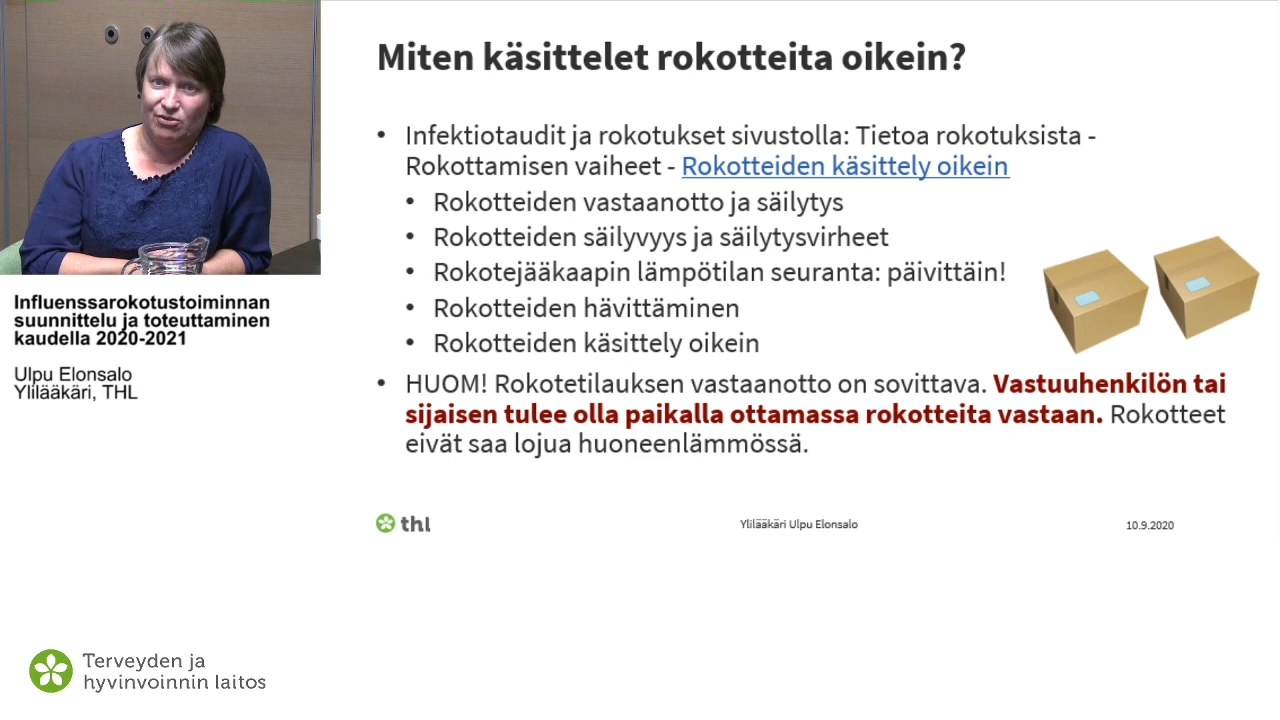 Miten käsittelet rokotteita oikein?
• Infektiotaudit ja rokotukset sivustolla: Tietoa rokotuksista -
Rokottamisen vaiheet - Rokotteiden käsittely oikein
• Rokotteiden vastaanotto ja säilytys
• Rokotteiden säilyvyys ja säilytysvirheet
• Rokotejääkaapin lämpötilan seuranta: päivittäin!
• Rokotteiden hävittäminen
• Rokotteiden käsittely oikein
• HUOM! Rokotetilauksen vastaanotto on sovittava. Vastuuhenkilön tai
sijaisen tulee olla paikalla ottamassa rokotteita vastaan. Rokotteet
eivät saa lojua huoneenlämmössä.
thl
Ylilääkäri Ulpu Elonsalo
10.9.2020
Influenssarokotustoiminnan
suunnittelu ja toteuttaminen
kaudella 2020-2021
Ulpu Elonsalo
Ylilääkäri, THL
Terveyden ja
hyvinvoinnin laitos